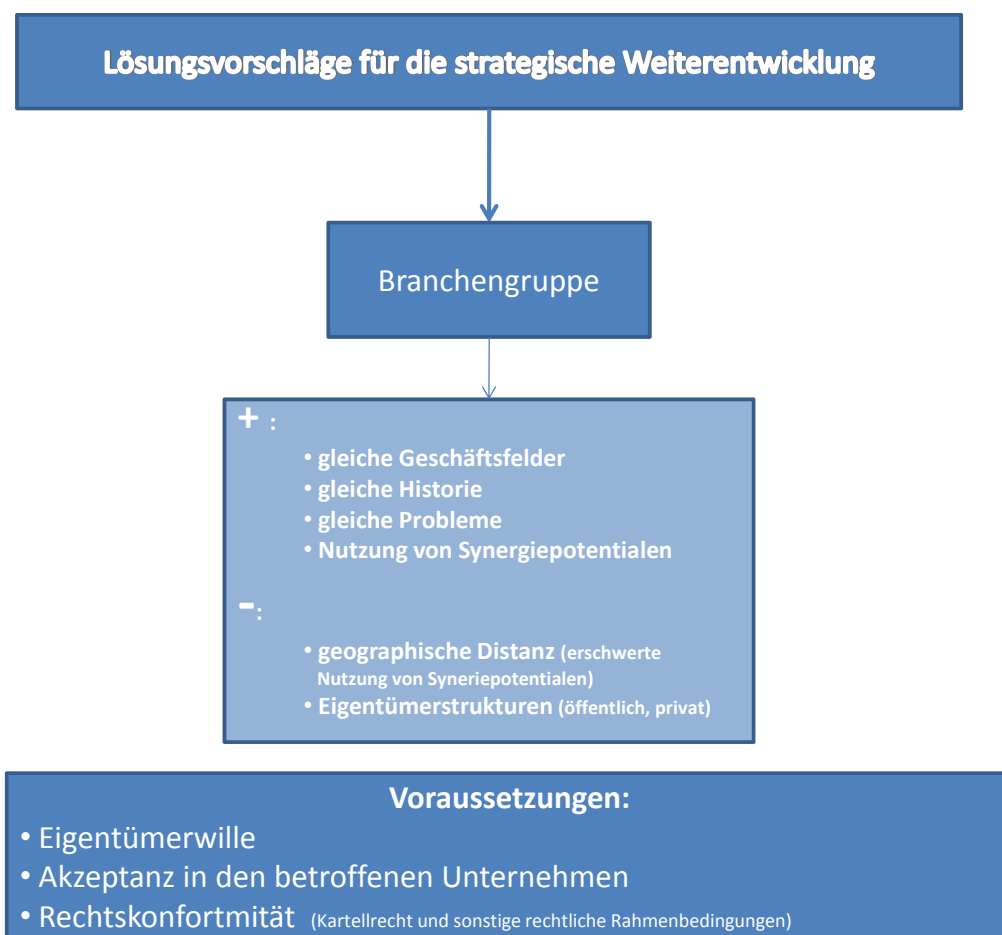 Lösungsvorschläge für die strategische Weiterentwicklung
Branchengruppe
+ :
• gleiche Geschäftsfelder
• gleiche Historie
• gleiche Probleme
• Nutzung von Synergiepotentialen
-:
• geographische Distanz (erschwerte
Nutzung von Syneriepotentialen)
• Eigentümerstrukturen (öffentlich, privat)
Voraussetzungen:
• Eigentümerwille
• Akzeptanz in den betroffenen Unternehmen
• Rechtskonfortmität (Kartellrecht und sonstige rechtliche Rahmenbedingungen)